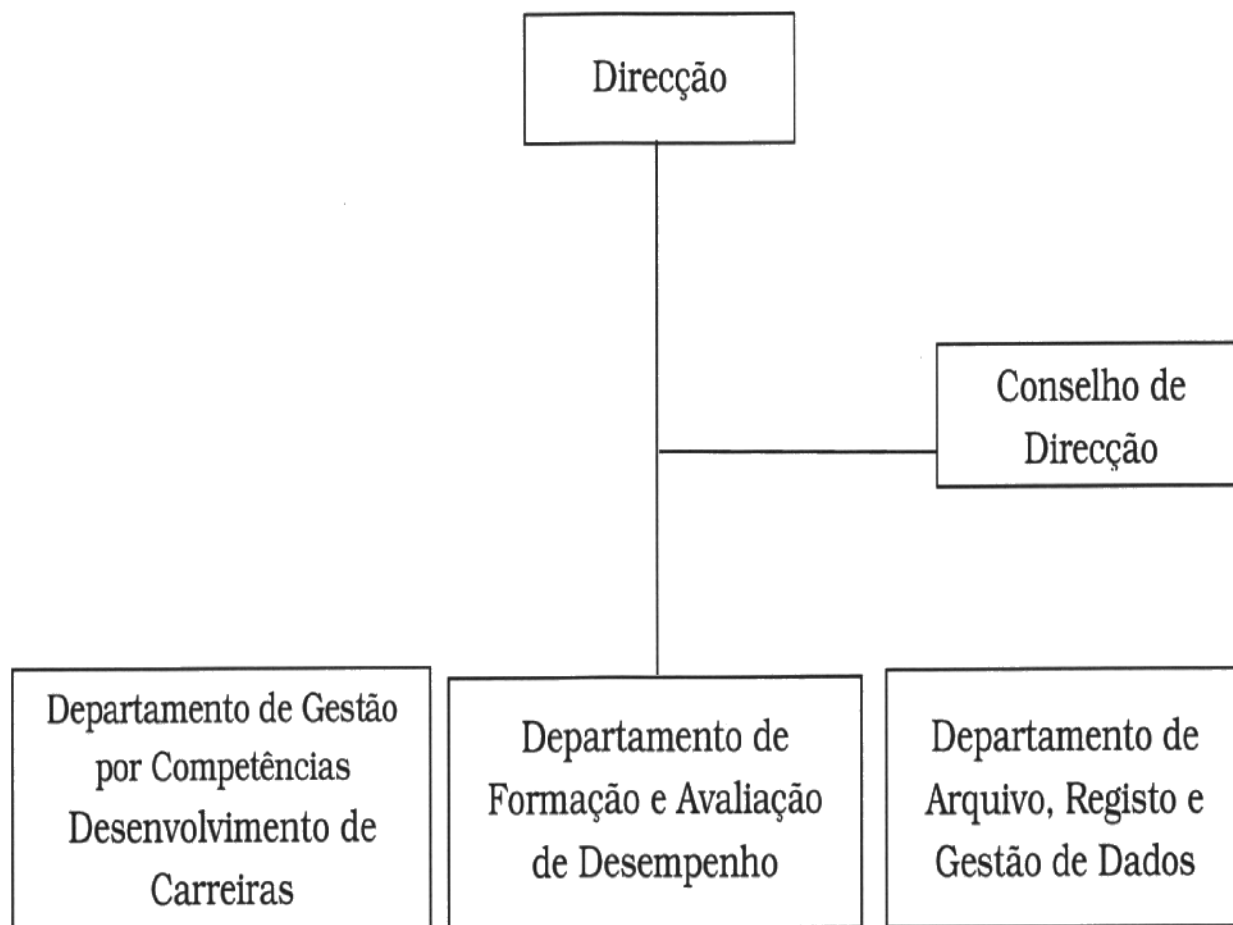 Direcção
Conselho de
Direcção
Departamento de Gestão
por Competências
Desenvolvimento de
Carreiras
Departamento de
Formação e Avaliação
de Desempenho
Departamento de
Arquivo, Registo e
Gestão de Dados